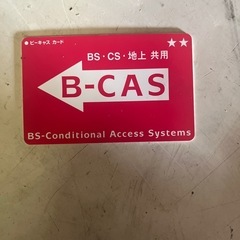 ● ビーキャス カード ★★
BS・CS・地上 共用
B-CAS
BS-Conditional Access Systems